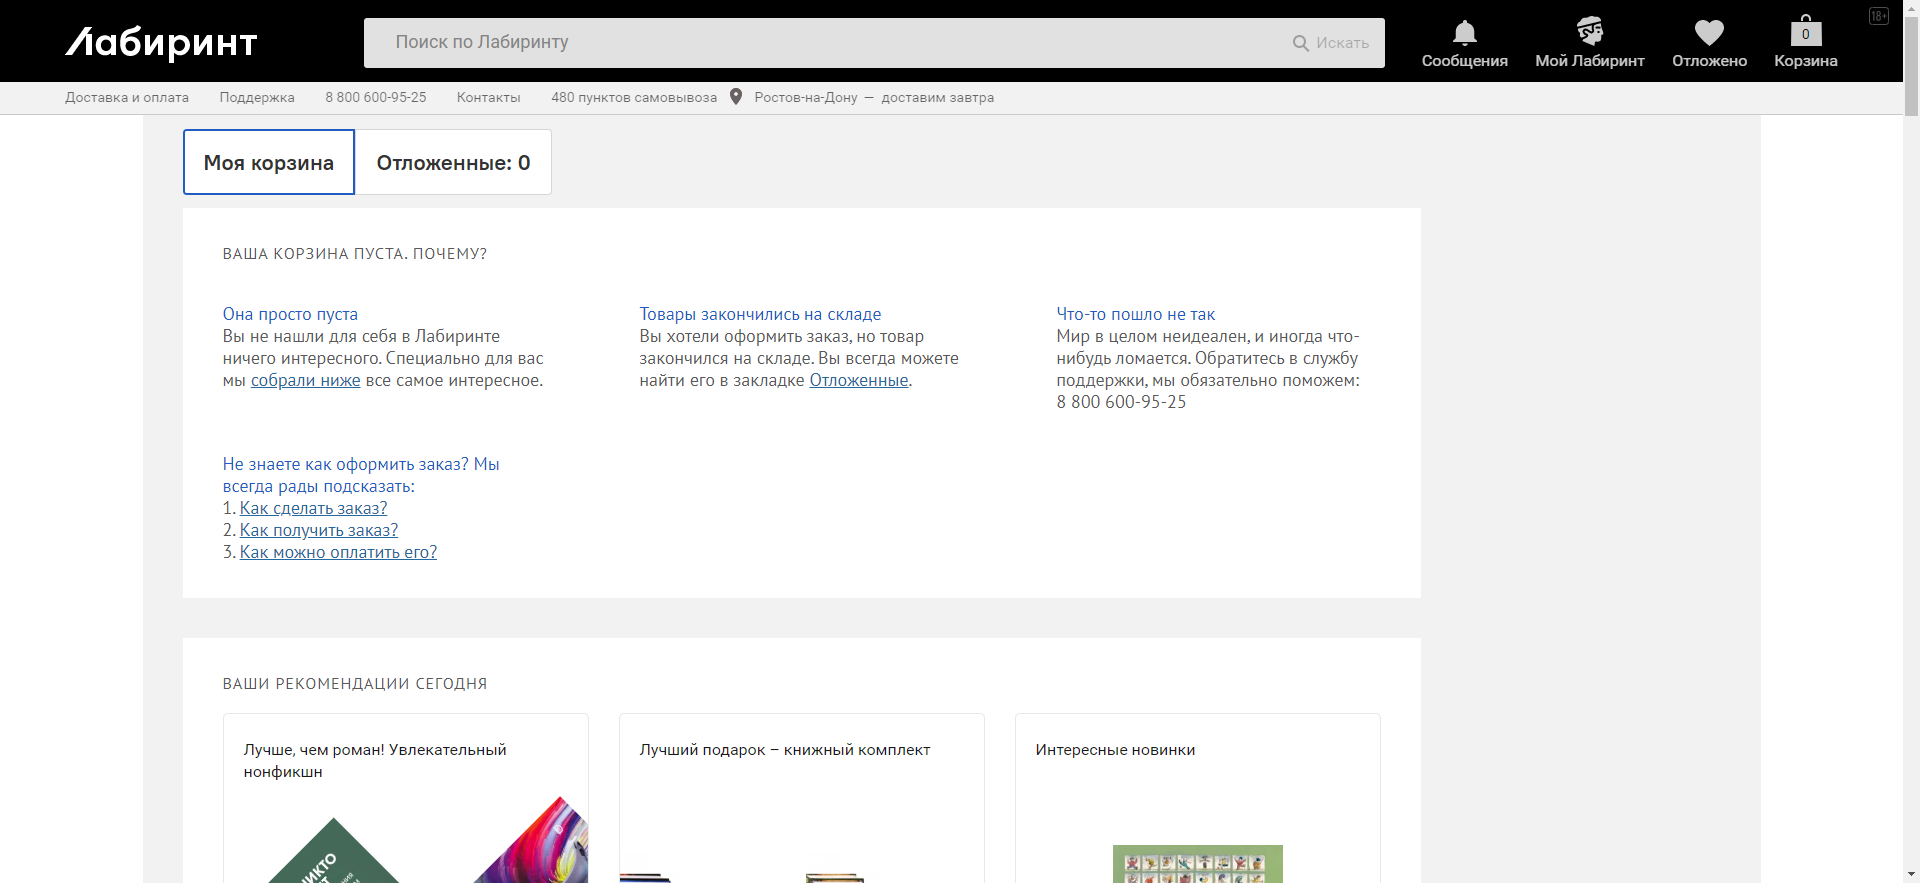 Лабиринт
Поиск по Лабиринту
Искать
Сообщения
Мой Лабиринт
Отложено
0
Корзина
18+
Доставка и оплата
Поддержка
8 800 600-95-25
Контакты
480 пунктов самовывоза
Ростов-на-Дону — доставим завтра
Моя корзина
Отложенные: 0
ВАША КОРЗИНА ПУСТА. ПОЧЕМУ?
Она просто пуста
Вы не нашли для себя в Лабиринте
ничего интересного. Специально для вас
мы собрали ниже все самое интересное.
Товары закончились на складе
Вы хотели оформить заказ, но товар
закончился на складе. Вы всегда можете
найти его в закладке Отложенные.
Что-то пошло не так
Мир в целом неидеален, и иногда что-
нибудь ломается. Обратитесь в службу
поддержки, мы обязательно поможем:
8 800 600-95-25
Не знаете как оформить заказ? Мы
всегда рады подсказать:
1. Как сделать заказ?
2. Как получить заказ?
3. Как можно оплатить его?
ВАШИ РЕКОМЕНДАЦИИ СЕГОДНЯ
Лучше, чем роман! Увлекательный
нонфикшн
Лучший подарок – книжный комплект
Интересные новинки